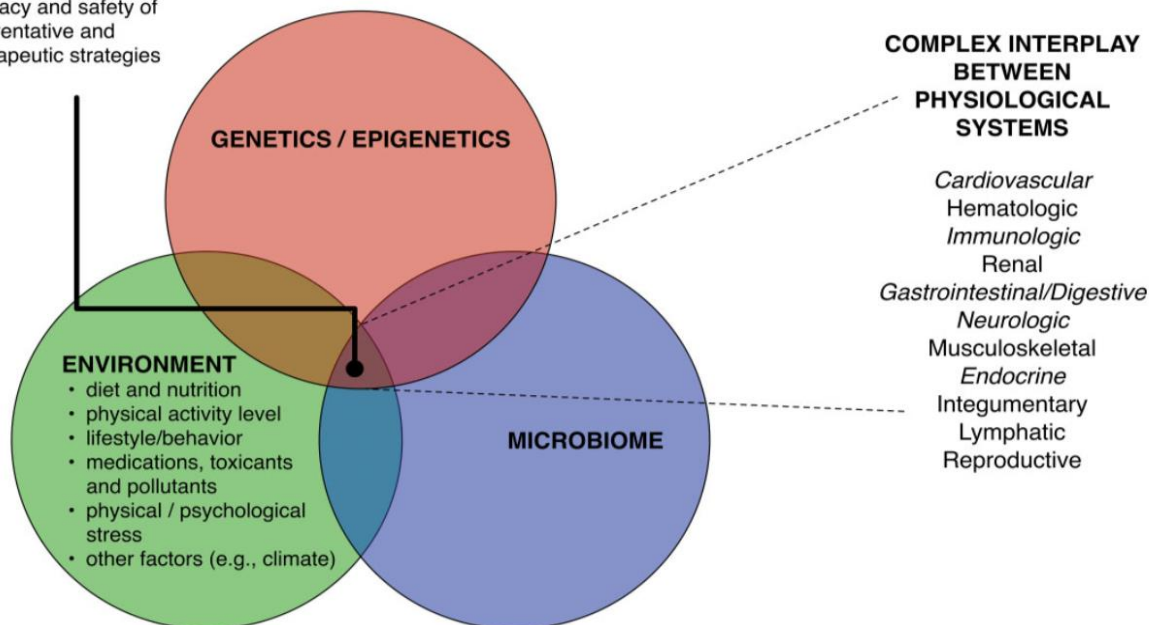 acy and safety of
entative and
apeutic strategies
GENETICS / EPIGENETICS
ENVIRONMENT
• diet and nutrition
• physical activity level
• lifestyle/behavior
• medications, toxicants
and pollutants
• physical / psychological
stress
• other factors (e.g., climate)
MICROBIOME
COMPLEX INTERPLAY
BETWEEN
PHYSIOLOGICAL
SYSTEMS
Cardiovascular
Hematologic
Immunologic
Renal
Gastrointestinal/Digestive
Neurologic
Musculoskeletal
Endocrine
Integumentary
Lymphatic
Reproductive